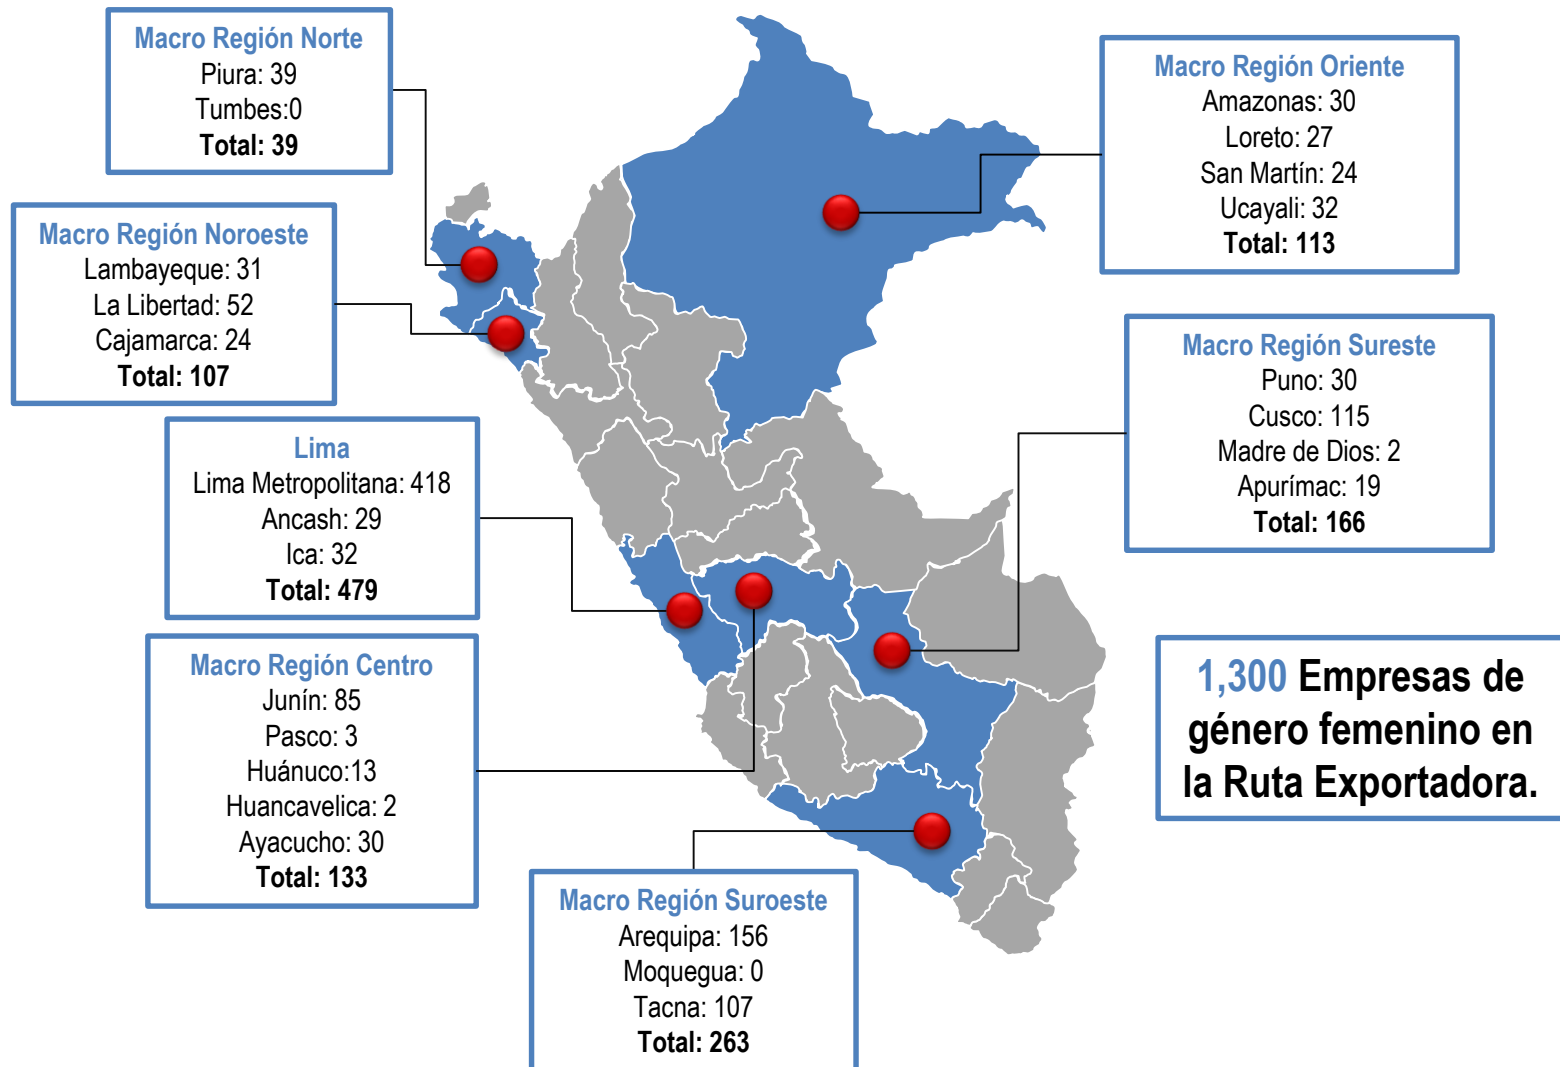 Macro Región Norte
Piura: 39
Tumbes:0
Total: 39
Macro Región Noroeste
Lambayeque: 31
La Libertad: 52
Cajamarca: 24
Total: 107
Lima
Lima Metropolitana: 418
Ancash: 29
Ica: 32
Total: 479
Macro Región Centro
Junín: 85
Pasco: 3
Huánuco:13
Huancavelica: 2
Ayacucho: 30
Total: 133
Macro Región Suroeste
Arequipa: 156
Moquegua: 0
Tacna: 107
Total: 263
Macro Región Oriente
Amazonas: 30
Loreto: 27
San Martín: 24
Ucayali: 32
Total: 113
Macro Región Sureste
Puno: 30
Cusco: 115
Madre de Dios: 2
Apurímac: 19
Total: 166
1,300 Empresas de
género femenino en
la Ruta Exportadora.